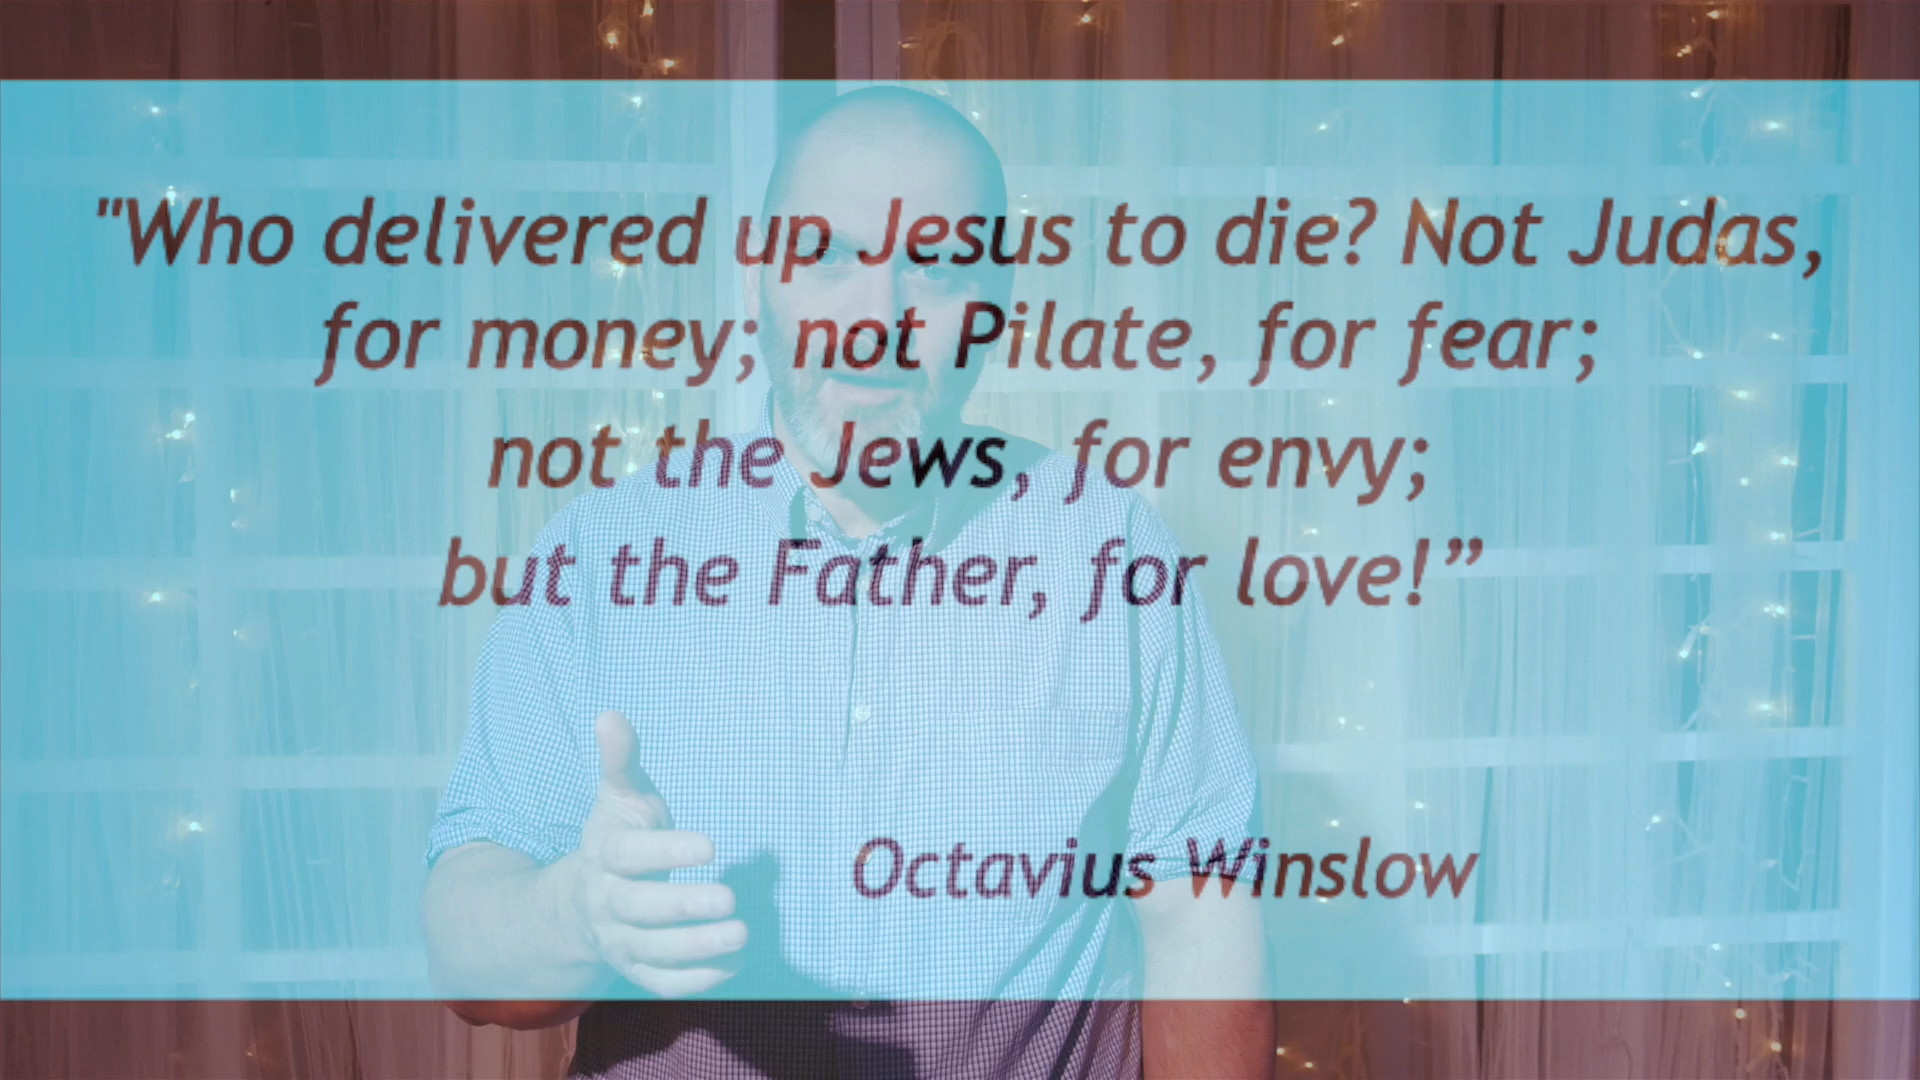 "Who delivered up Jesus to die? Not Judas,
for money; not Pilate, for fear;
not the Jews, for envy;
but the Father, for love!”
Octavius Winslow